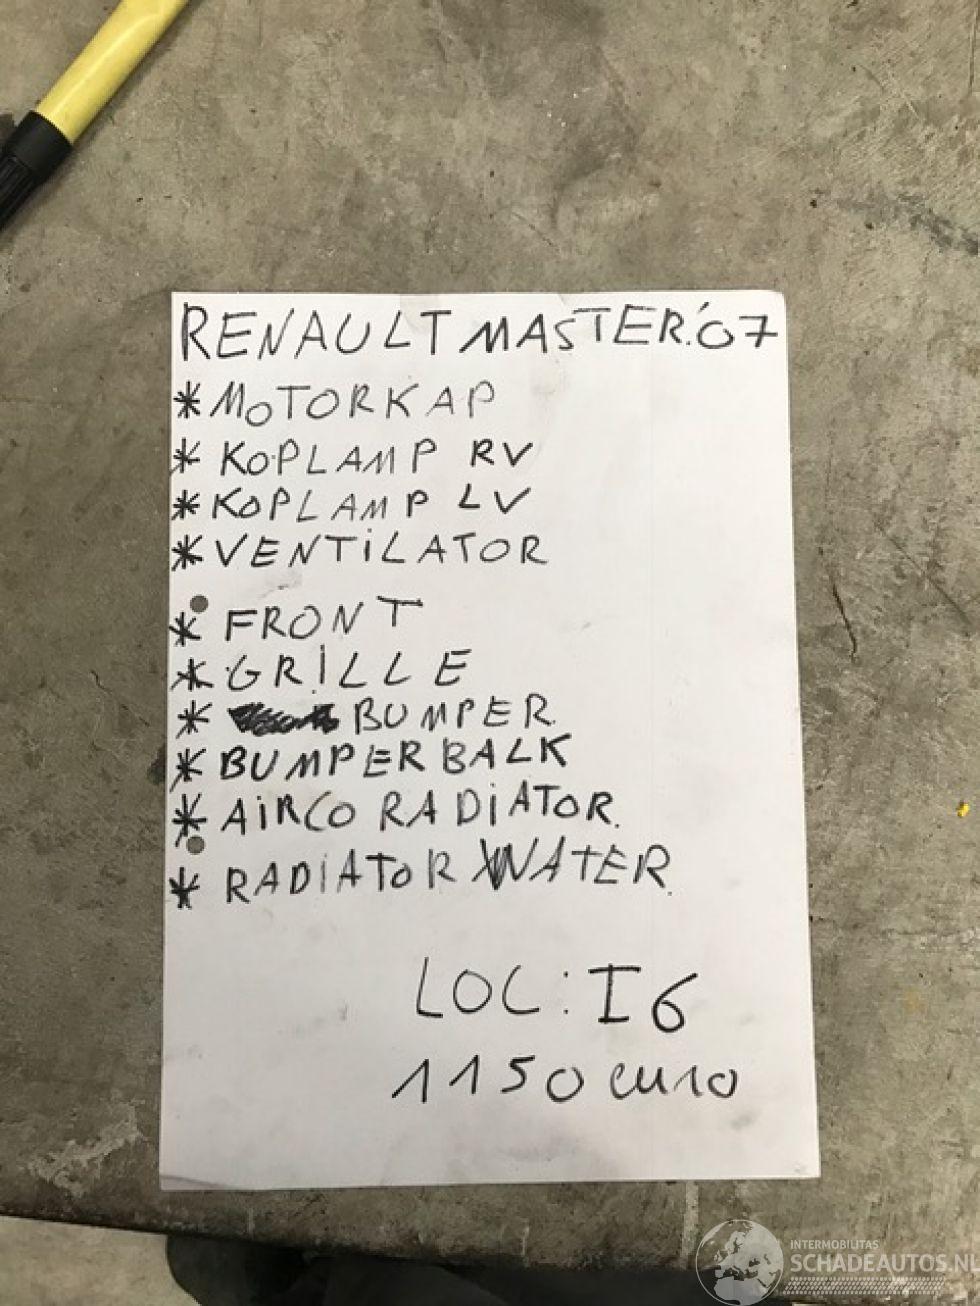 RENAULT MASTER.'07
* MOTORKAP
* KOPLAMP RV
* KOPLAMP LV
* VENTiLATOR
* FRONT
* GRiLLE
* BUMPER.
* BUMPERBALK
* AiRCO RADiATOR.
* RADiATOR WATER.
LOC: I6
1150 euro
INTERMOBILITAS
SCHADEAUTOS.NL